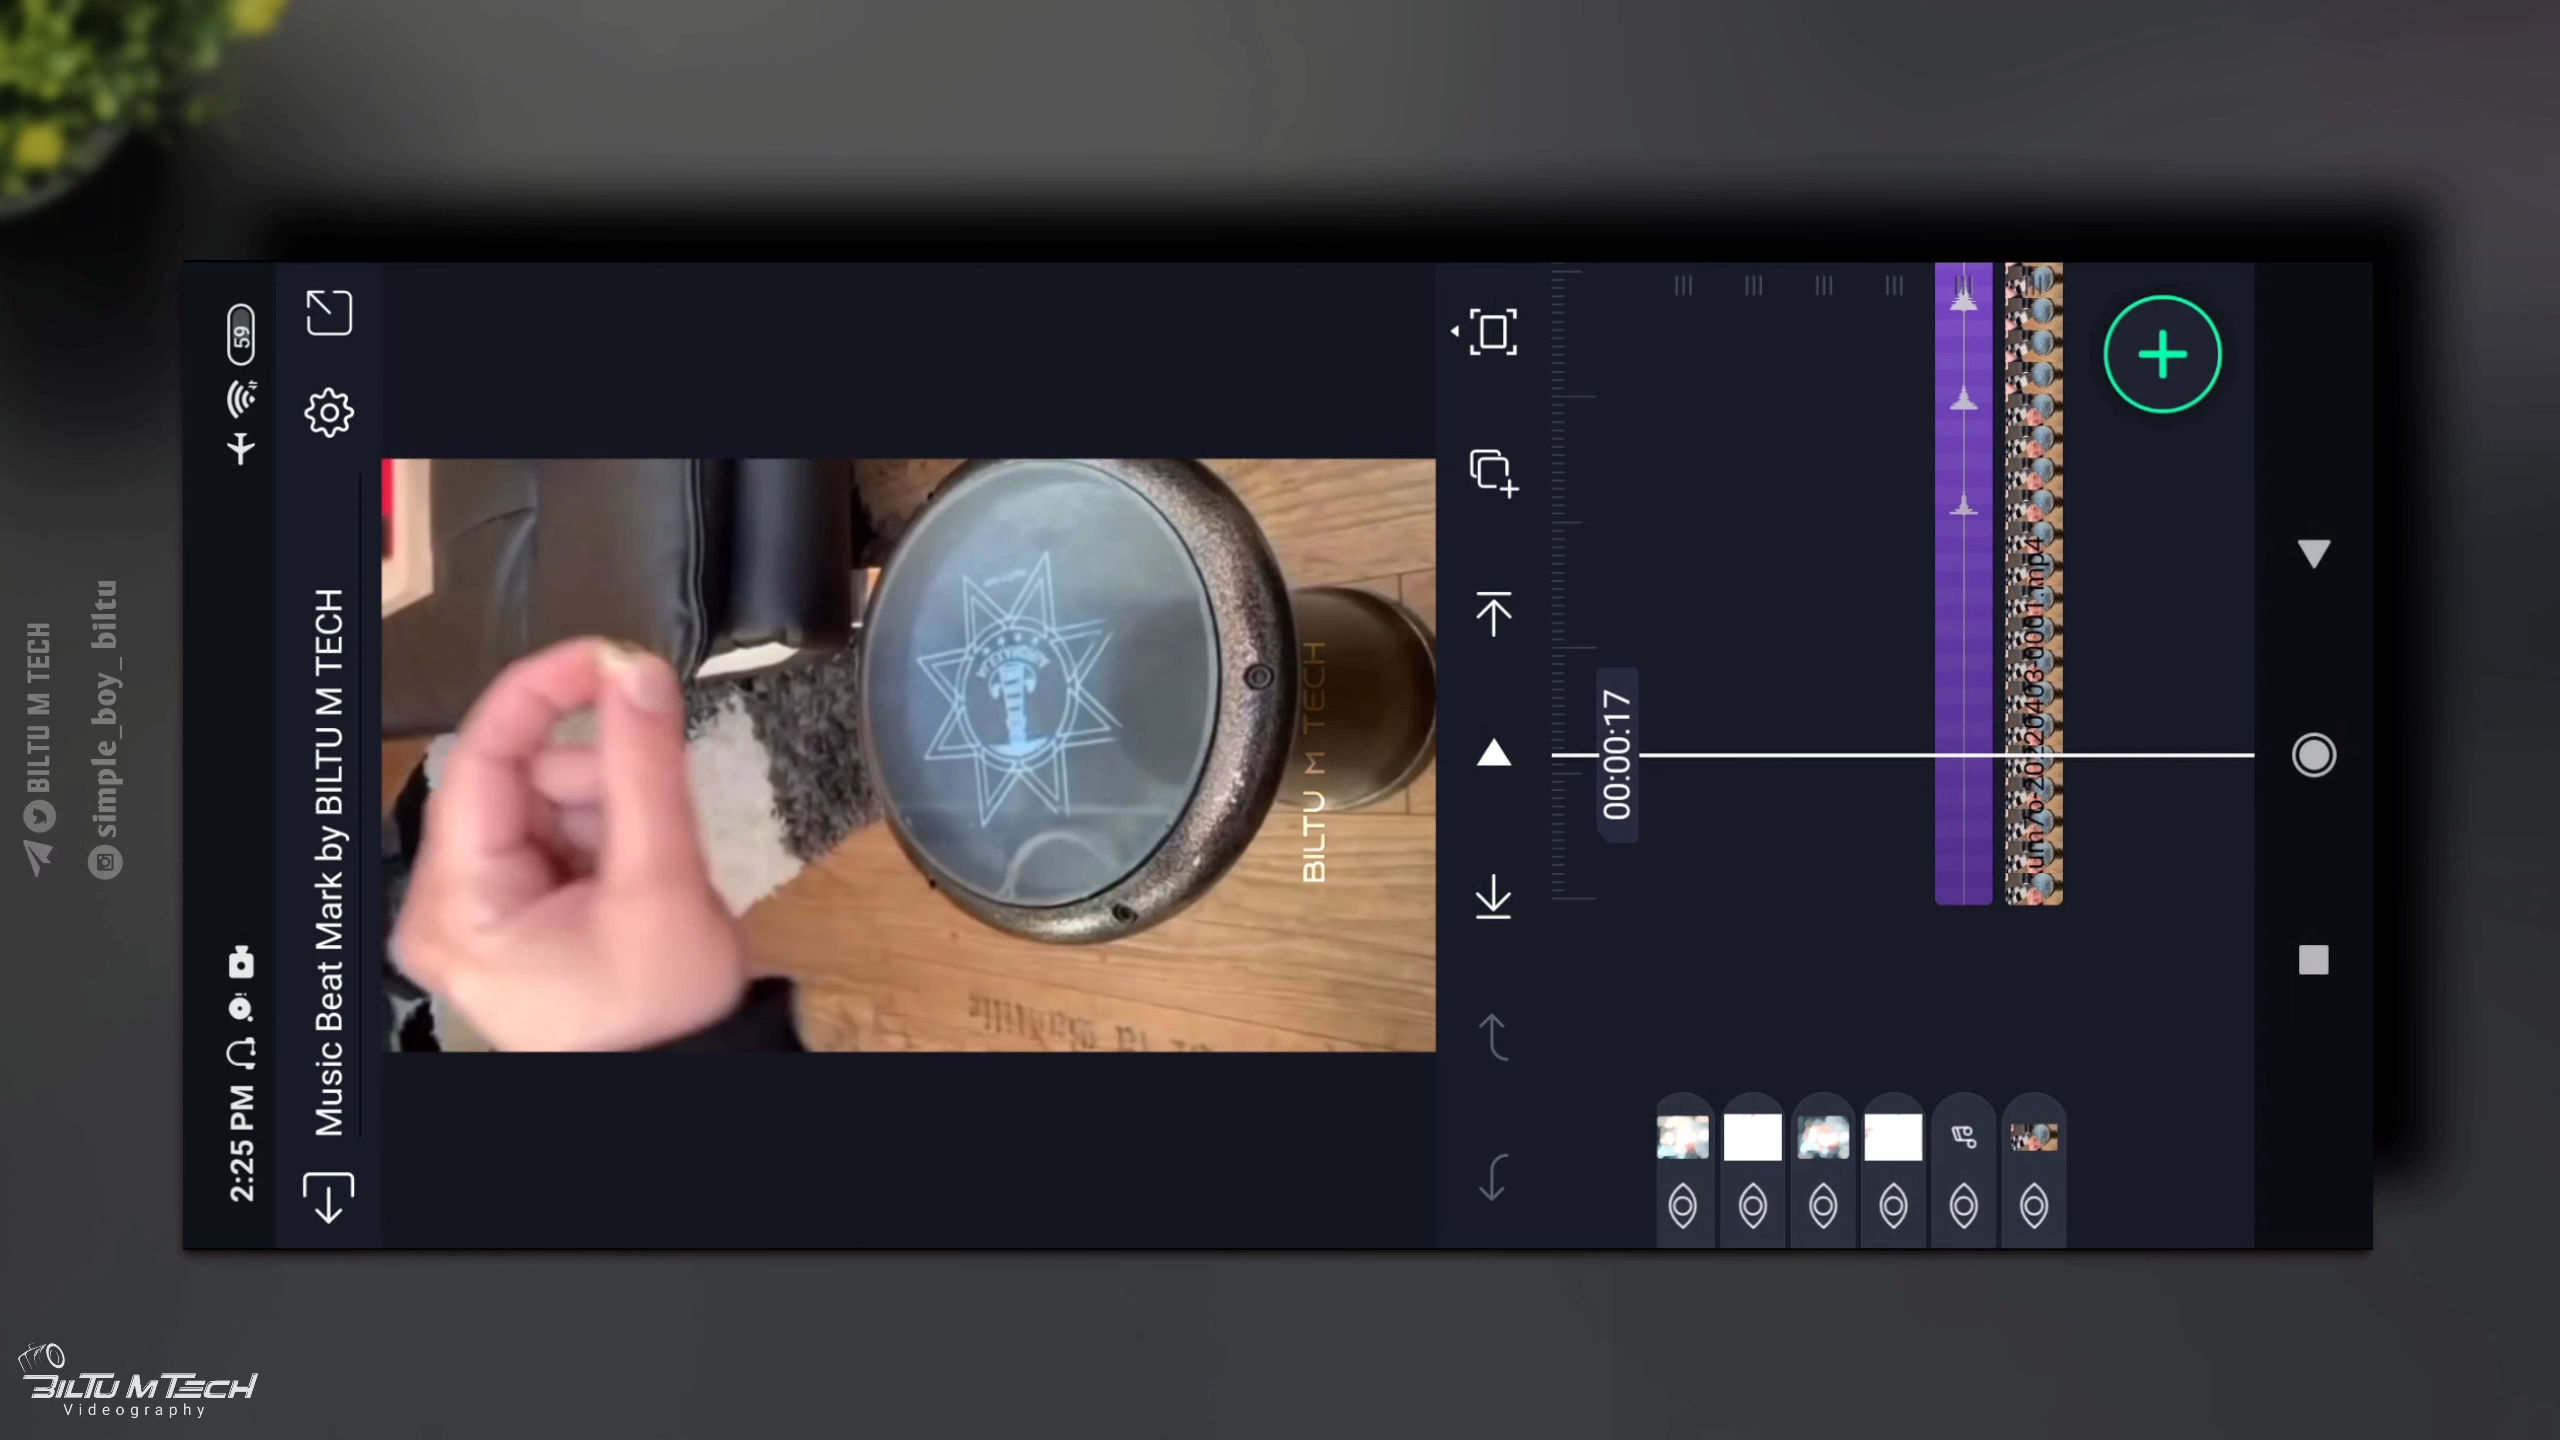 2:25 PM
59
Music Beat Mark by BILTU M TECH
BILTU M TECH
00:00:17
BILTU M TECH
simple_boy_biltu
BILTU M TECH
Videography